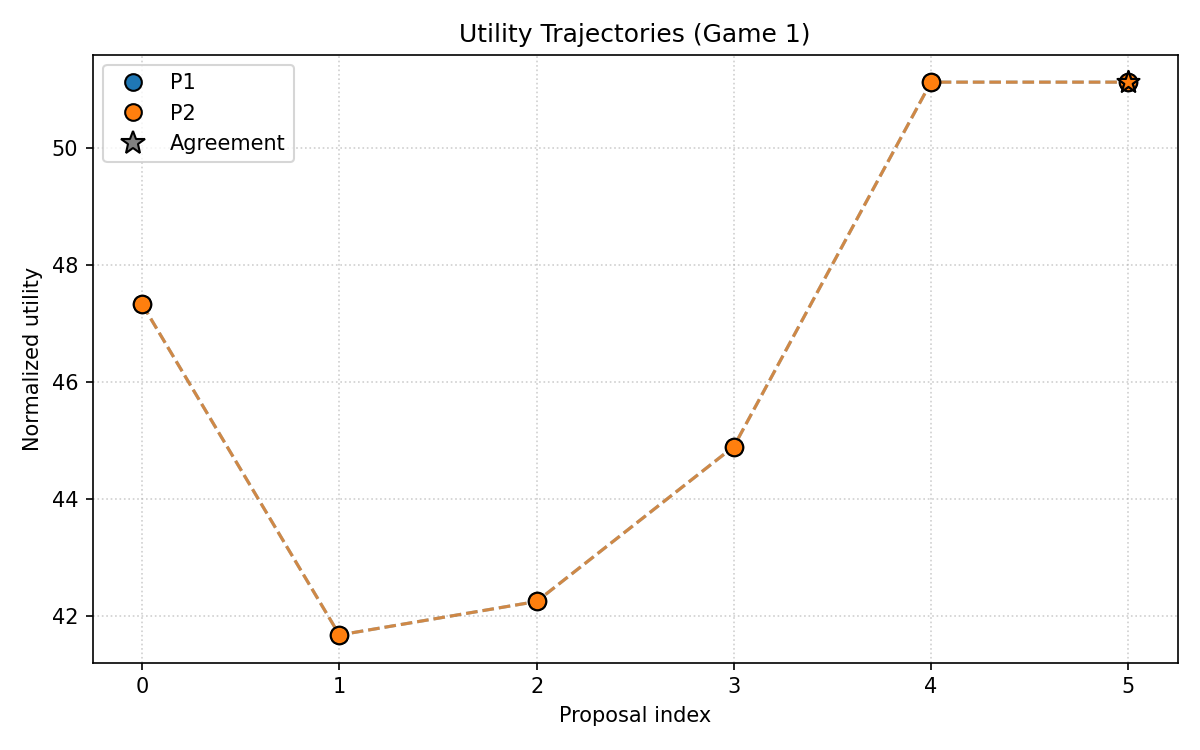 Utility Trajectories (Game 1)
P1
P2
Agreement
Normalized utility
50
48
46
44
42
0 1 2 3 4 5
Proposal index